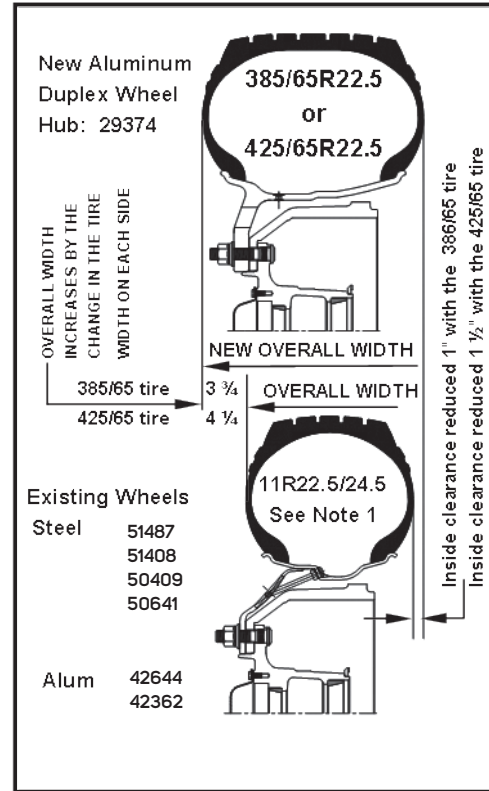 New Aluminum
Duplex Wheel
Hub: 29374
385/65R22.5
or
425/65R22.5
OVERALL WIDTH
INCREASES BY THE
CHANGE IN THE TIRE
WIDTH ON EACH SIDE
NEW OVERALL WIDTH
385/65 tire 3 ¾ OVERALL WIDTH
425/65 tire 4 ¼
Inside clearance reduced 1" with the 386/65 tire
Inside clearance reduced 1 ½" with the 425/65 tire
11R22.5/24.5
See Note 1
Existing Wheels
Steel 51487
51408
50409
50641
Alum 42644
42362